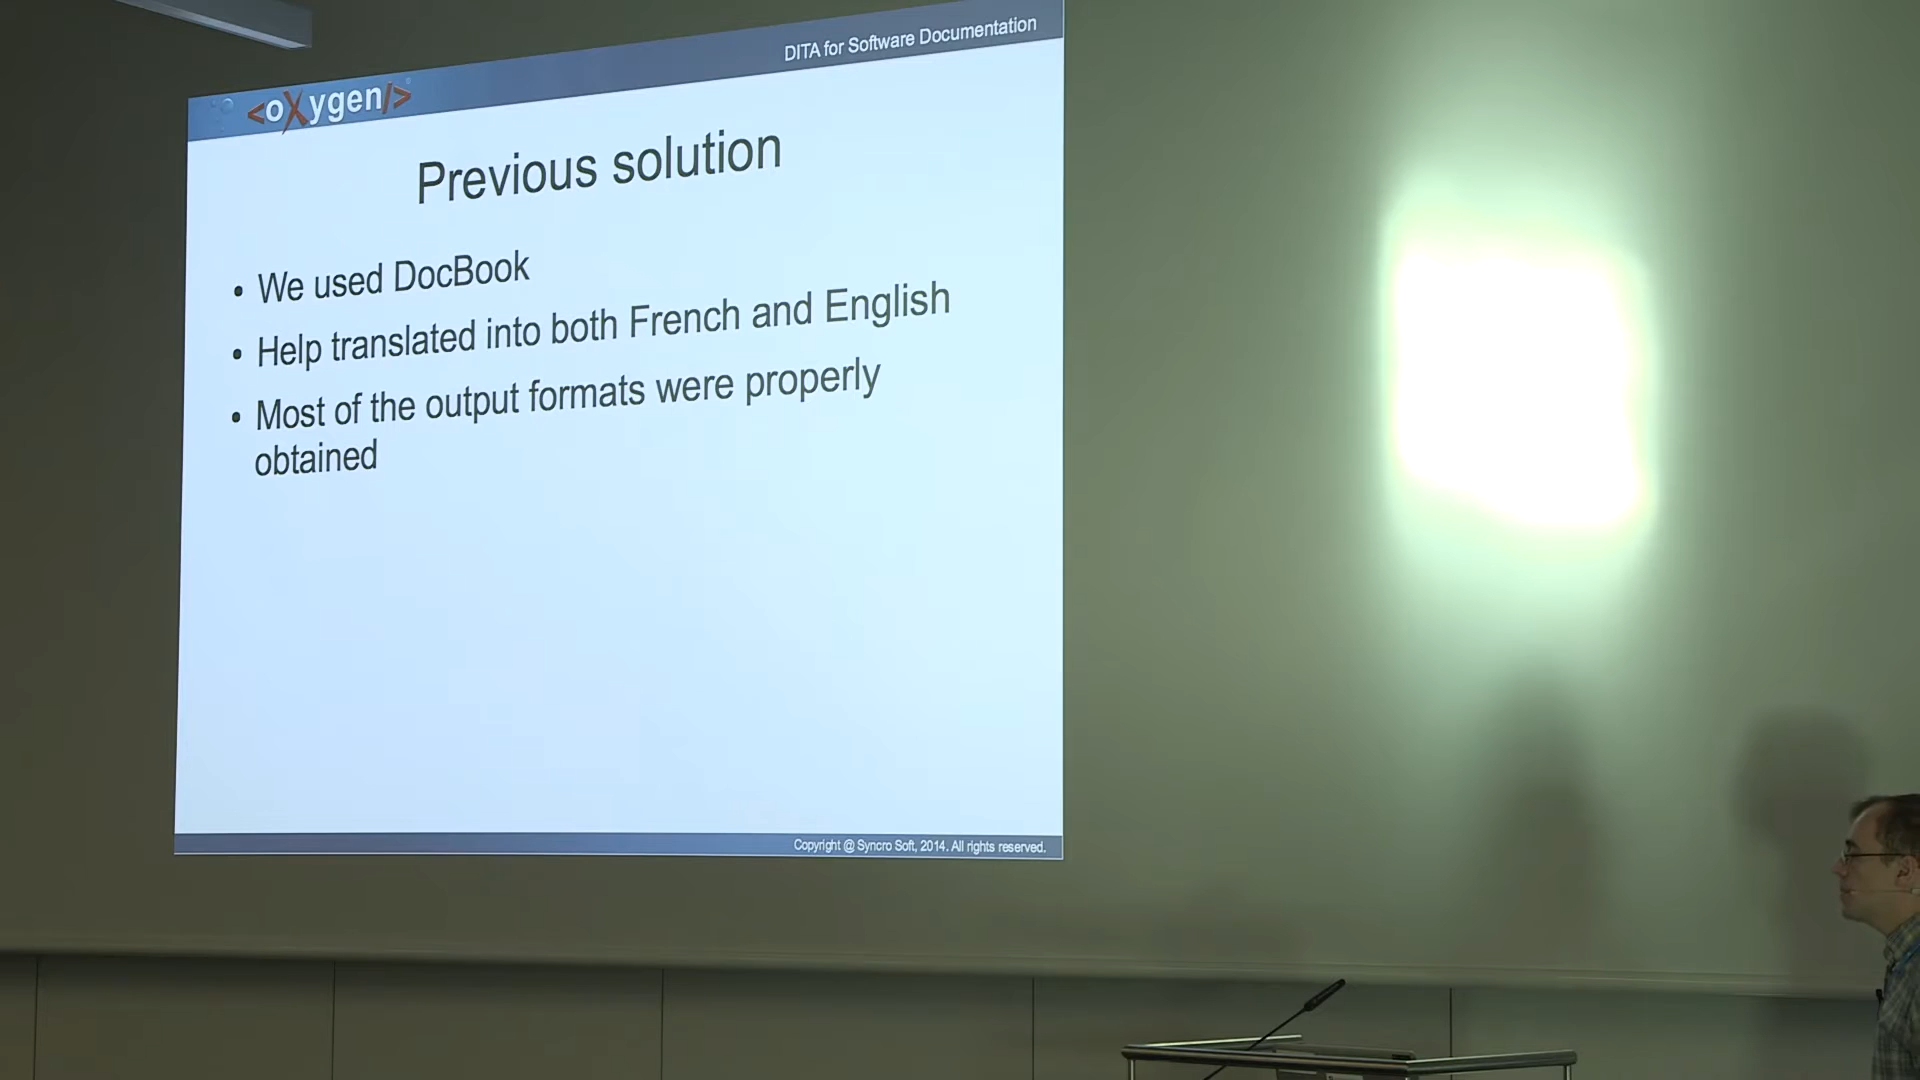 DITA for Software Documentation
<oXygen/>
Previous solution
• We used DocBook
• Help translated into both French and English
• Most of the output formats were properly
obtained
Copyright @ Syncro Soft, 2014. All rights reserved.